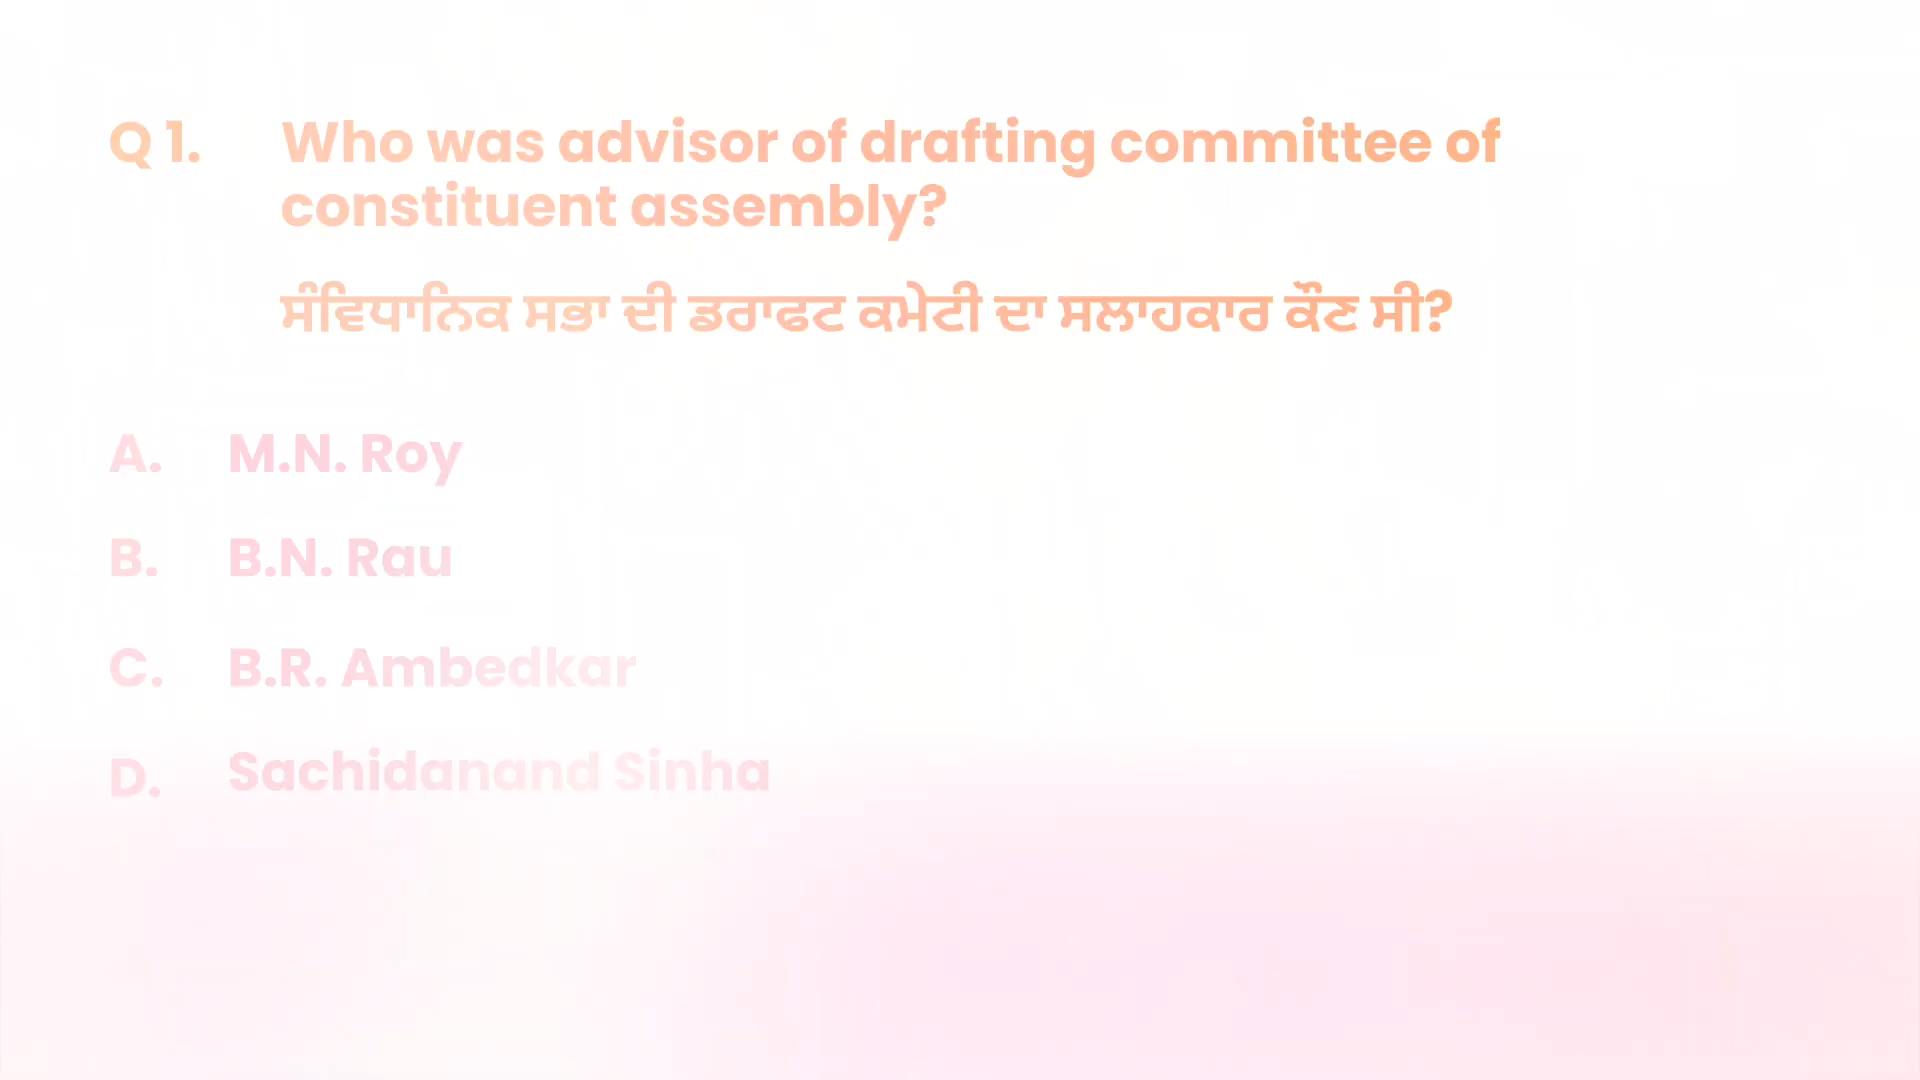 Q 1. Who was advisor of drafting committee of
constituent assembly?
ਸੰਵਿਧਾਨਿਕ ਸਭਾ ਦੀ ਡਰਾਫਟ ਕਮੇਟੀ ਦਾ ਸਲਾਹਕਾਰ ਕੌਣ ਸੀ?
A. M.N. Roy
B. B.N. Rau
C. B.R. Ambedkar
D. Sachidanand Sinha